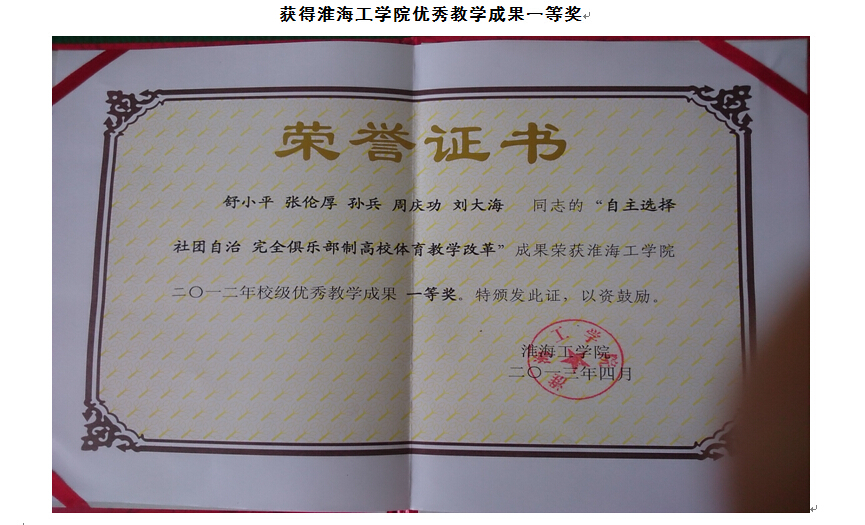 获得淮海工学院优秀教学成果一等奖
荣誉证书
舒小平 张伦厚 孙兵 周庆功 刘大海 同志的“自主选择
社团自治 完全俱乐部制高校体育教学改革”成果荣获淮海工学院
二〇一二年校级优秀教学成果 一等奖。特颁发此证，以资鼓励。
淮海工学院
二〇一三年四月
淮海工学院